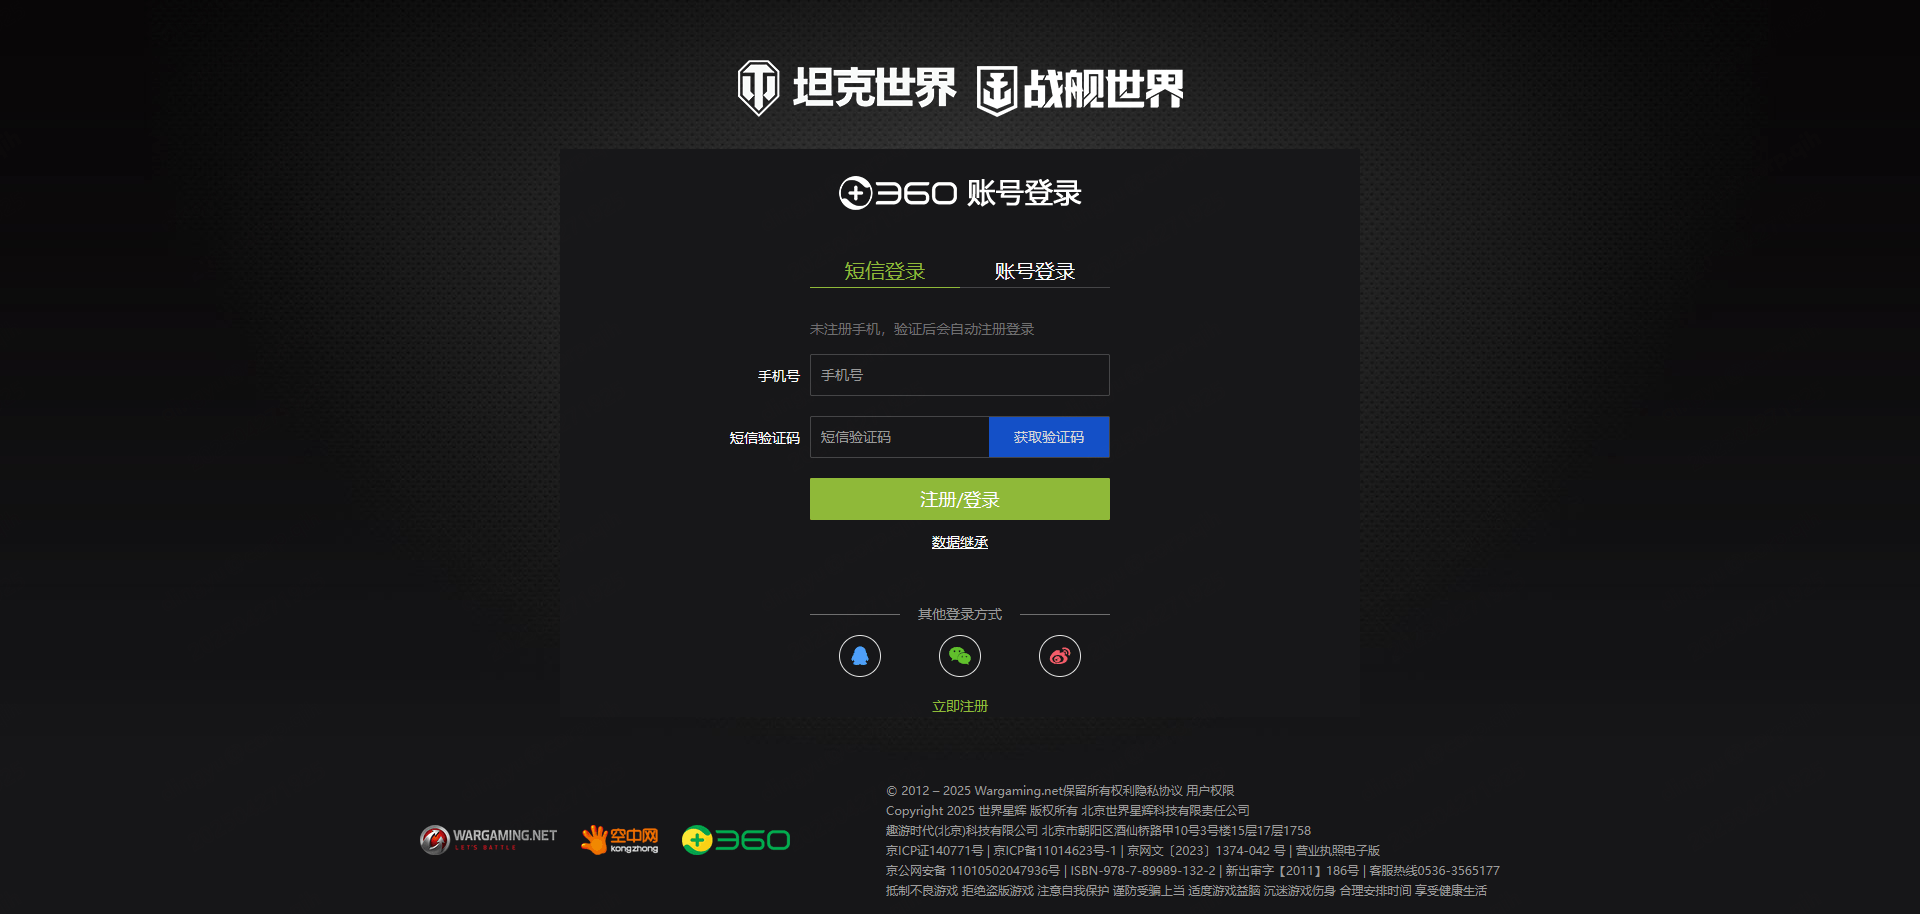 坦克世界 战舰世界
360 账号登录
短信登录 账号登录
未注册手机，验证后会自动注册登录
手机号 手机号
短信验证码 短信验证码 获取验证码
注册/登录
数据继承
其他登录方式
立即注册
© 2012 – 2025 Wargaming.net保留所有权利隐私协议 用户权限
Copyright 2025 世界星辉 版权所有 北京世界星辉科技有限责任公司
趣游时代(北京)科技有限公司 北京市朝阳区酒仙桥路甲10号3号楼15层17层1758
京ICP证140771号 | 京ICP备11014623号-1 | 京网文〔2023〕1374-042 号 | 营业执照电子版
京公网安备 11010502047936号 | ISBN-978-7-89989-132-2 | 新出审字【2011】186号 | 客服热线0536-3565177
抵制不良游戏 拒绝盗版游戏 注意自我保护 谨防受骗上当 适度游戏益脑 沉迷游戏伤身 合理安排时间 享受健康生活
WARGAMING.NET
LET'S BATTLE
空中网
kongzhong
360